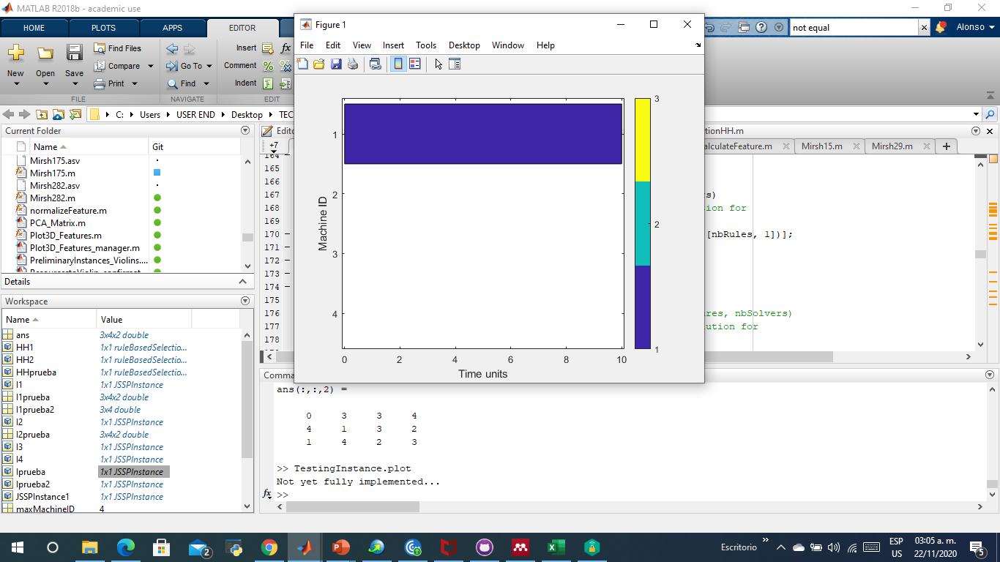 MATLAB R2018b - academic use
HOME PLOTS APPS EDITOR
not equal
Alonso
New Open Save
Find Files
Compare
Print
FILE
Go To
Find
NAVIGATE
Insert
Comment
Indent
EDIT
C: Users USER END Desktop TEC
Current Folder
Name Git
Mirsh175.asv
Mirsh175.m
Mirsh282.asv
Mirsh282.m
normalizeFeature.m
PCA_Matrix.m
Plot3D_Features.m
Plot3D_Features_manager.m
PreliminaryInstances_Violins....
Details
Workspace
Name Value
ans 3x4x2 double
HH1 1x1 ruleBasedSelectio...
HH2 1x1 ruleBasedSelectio...
HHprueba 1x1 ruleBasedSelectio...
I1 1x1 JSSPInstance
I1prueba 3x4x2 double
I1prueba2 3x4 double
I2 1x1 JSSPInstance
I2prueba 3x4x2 double
I3 1x1 JSSPInstance
I4 1x1 JSSPInstance
Iprueba 1x1 JSSPInstance
Iprueba2 1x1 JSSPInstance
JSSPInstance1 1x1 JSSPInstance
maxMachineID 4
Figure 1
File Edit View Insert Tools Desktop Window Help
Machine ID
1
2
3
4
0 2 4 6 8 10
Time units
3
2
1
Edito
tionHH.m
+7
alculateFeature.m Mirsh15.m Mirsh29.m
164
165
166
167 s)
168 ion for
169
170 [nbRules, 1])];
171
172
173
174
175
176 res, nbSolvers)
177 ution for
178
Comma
ans(:,:,2) =
0 3 3 4
4 1 3 2
1 4 2 3
>> TestingInstance.plot
Not yet fully implemented...
fx >>
Escritorio
ESP
US
03:05 a. m.
22/11/2020
2
5